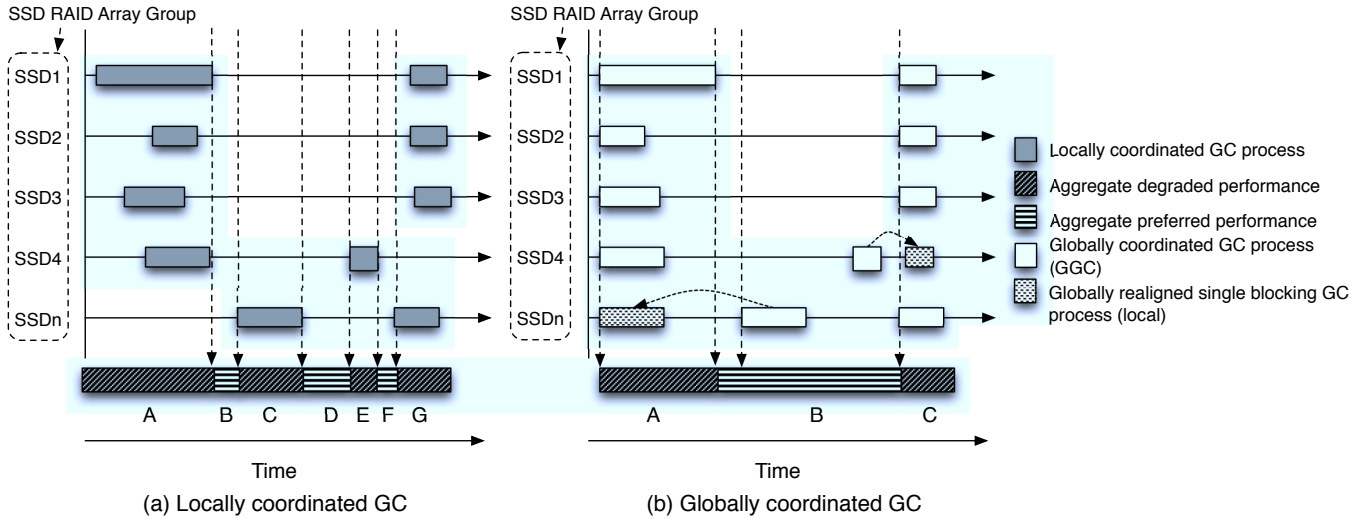 SSD RAID Array Group
SSD1
SSD2
SSD3
SSD4
SSDn
A B C D E F G
Time
(a) Locally coordinated GC
SSD RAID Array Group
SSD1
SSD2
SSD3
SSD4
SSDn
A B C
Time
(b) Globally coordinated GC
Locally coordinated GC process
Aggregate degraded performance
Aggregate preferred performance
Globally coordinated GC process
(GGC)
Globally realigned single blocking GC
process (local)